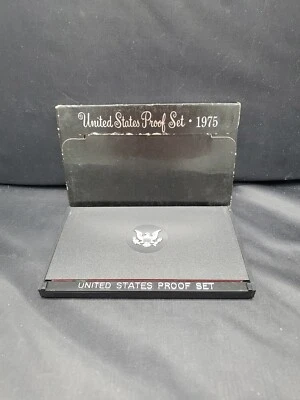 United States Proof Set • 1975
UNITED STATES PROOF SET